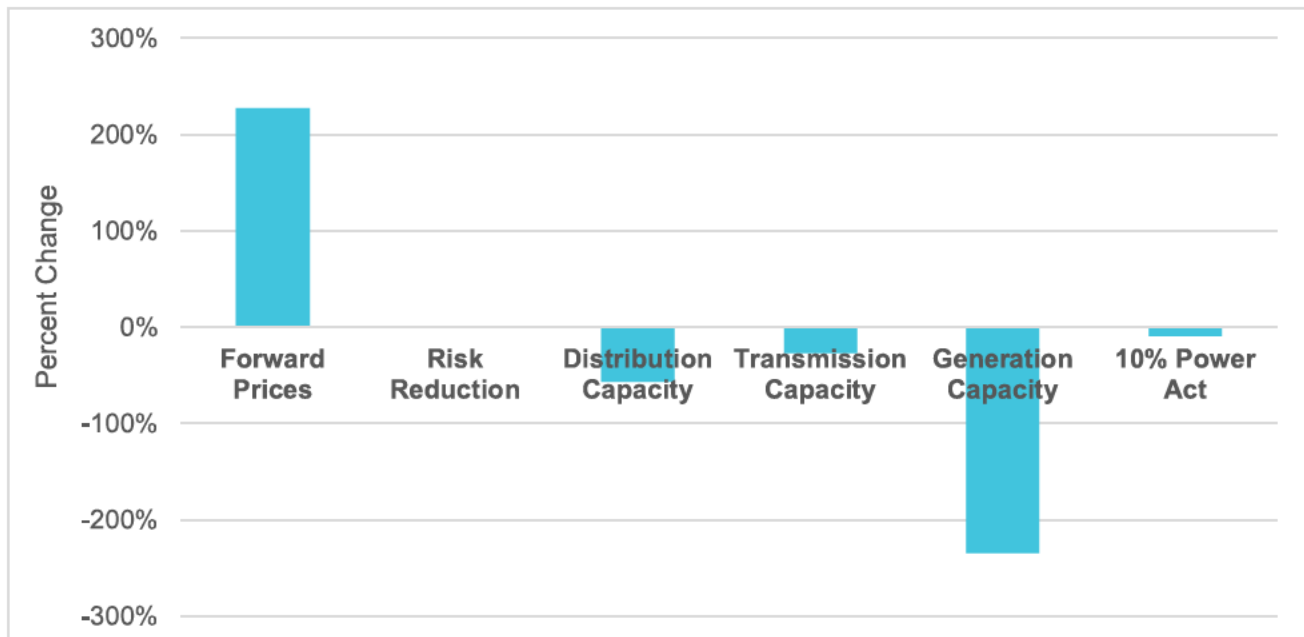 300%
200%
100%
0%
-100%
-200%
-300%
Percent Change
Forward
Prices
Risk
Reduction
Distribution
Capacity
Transmission
Capacity
Generation
Capacity
10% Power
Act